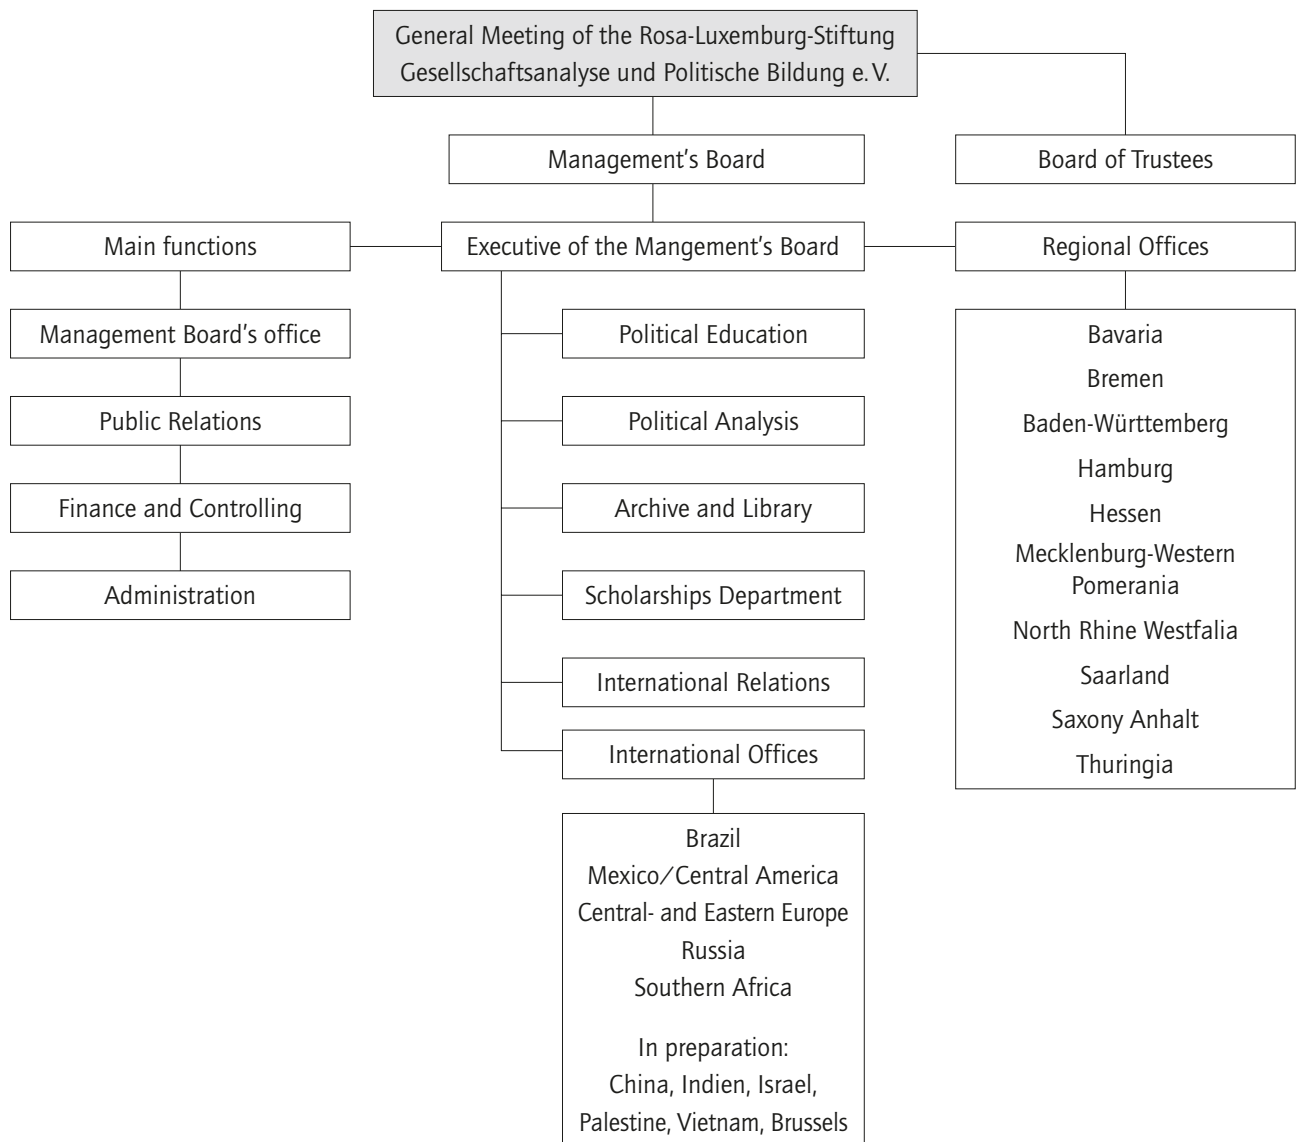 General Meeting of the Rosa-Luxemburg-Stiftung
Gesellschaftsanalyse und Politische Bildung e. V.
Management's Board
Board of Trustees
Main functions
Executive of the Mangement's Board
Regional Offices
Management Board's office
Public Relations
Finance and Controlling
Administration
Political Education
Political Analysis
Archive and Library
Scholarships Department
International Relations
International Offices
Brazil
Mexico/Central America
Central- and Eastern Europe
Russia
Southern Africa
In preparation:
China, Indien, Israel,
Palestine, Vietnam, Brussels
Bavaria
Bremen
Baden-Württemberg
Hamburg
Hessen
Mecklenburg-Western
Pomerania
North Rhine Westfalia
Saarland
Saxony Anhalt
Thuringia